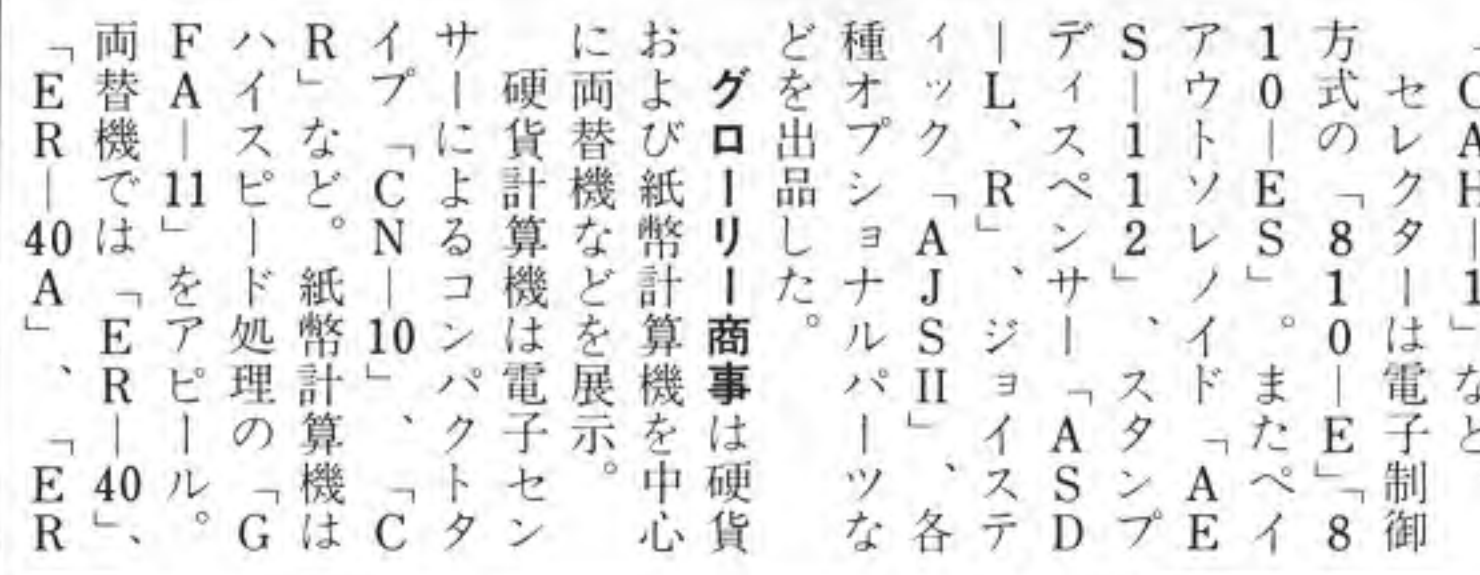 AH—1」など
セレクターは電子制御
方式の「810—E」「8
10—ES」。またペイ
アウトソレノイド「AE
S—112」、スタンプ
ディスペンサー「ASD
—L、R」、ジョイステ
ィック「AJSII」、各
種オプショナルパーツな
どを出品した。
グローリー商事は硬貨
および紙幣計算機を中心
に両替機などを展示。
硬貨計算機は電子セン
サーによるコンパクトタ
イプ「CN—10」、「C
R」など。紙幣計算機は
ハイスピード処理の「G
FA—11」をアピール。
両替機では「ER—40」、
「ER—40A」、「ER